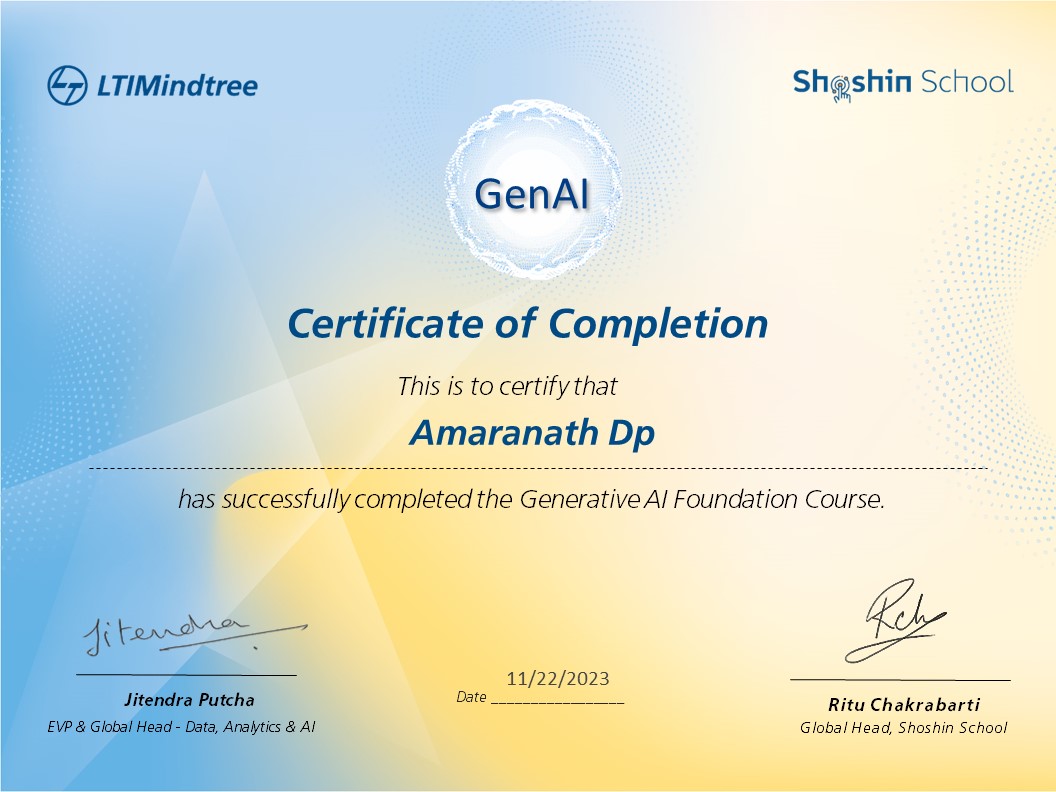 LTIMindtree
Shoshin School
GenAI
Certificate of Completion
This is to certify that
Amaranath Dp
has successfully completed the Generative AI Foundation Course.
Jitendra
Rch
11/22/2023
Date
Jitendra Putcha
EVP & Global Head - Data, Analytics & AI
Ritu Chakrabarti
Global Head, Shoshin School